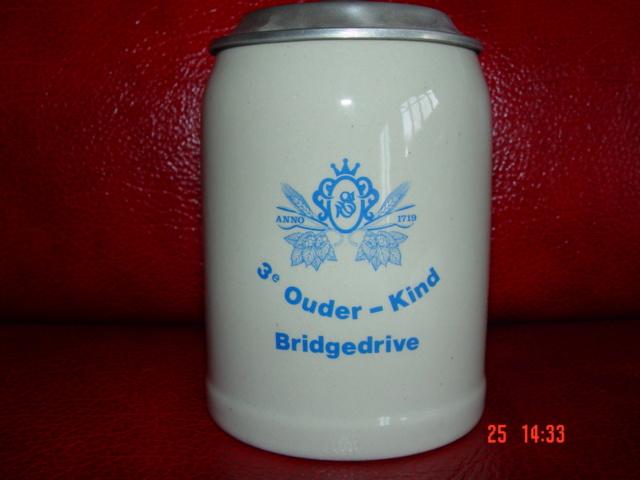 ANNO 1719
3e Ouder – Kind
Bridgedrive
25 14:33